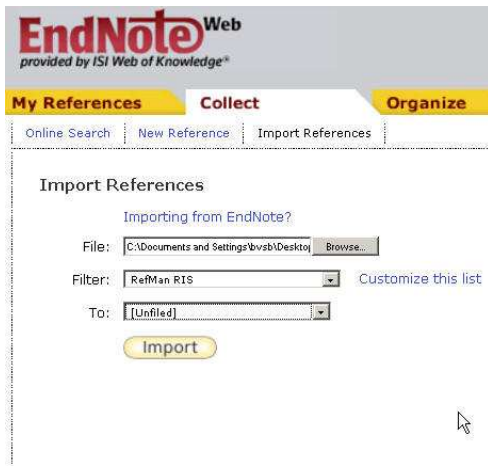 EndNote Web
provided by ISI Web of Knowledge®
My References Collect Organize
Online Search New Reference Import References
Import References
Importing from EndNote?
File: C:\Documents and Settings\bvsb\Desktop Browse...
Filter: RefMan RIS Customize this list
To: [Unfiled]
Import